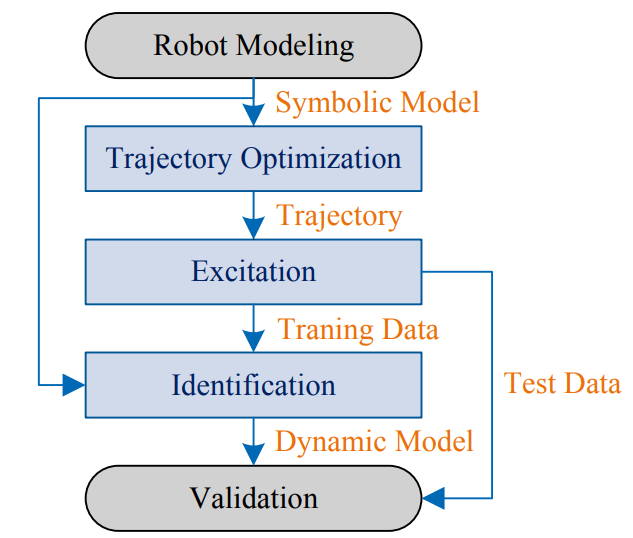 Robot Modeling
Symbolic Model
Trajectory Optimization
Trajectory
Excitation
Traning Data
Identification
Test Data
Dynamic Model
Validation